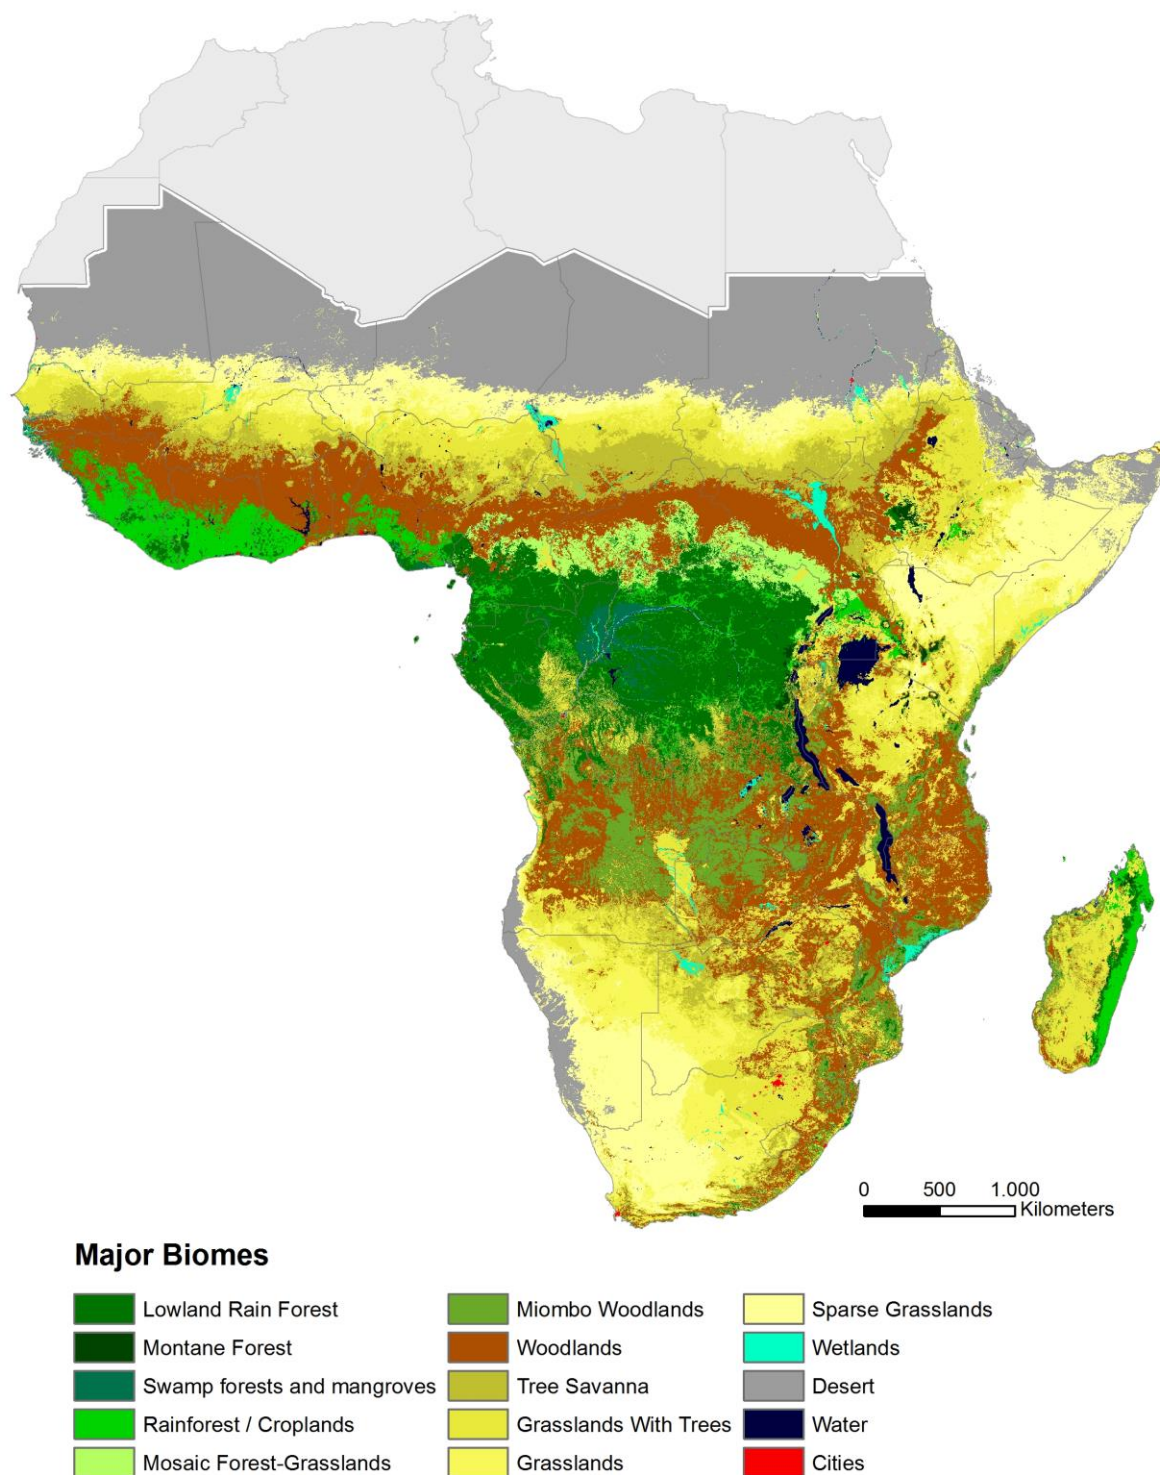 0 500 1.000
Kilometers
Major Biomes
Lowland Rain Forest
Montane Forest
Swamp forests and mangroves
Rainforest / Croplands
Mosaic Forest-Grasslands
Miombo Woodlands
Woodlands
Tree Savanna
Grasslands With Trees
Grasslands
Sparse Grasslands
Wetlands
Desert
Water
Cities